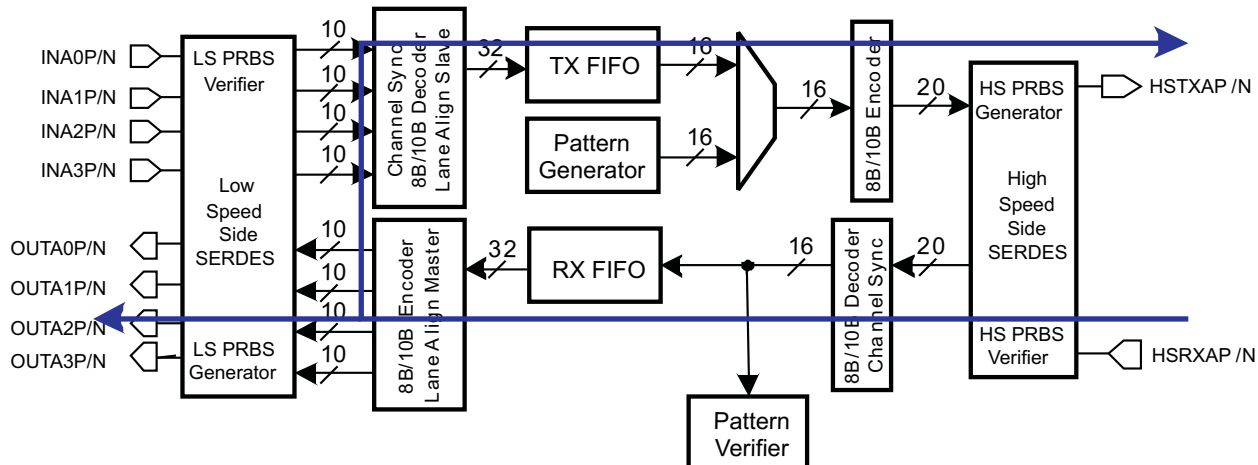 INA0P/N
INA1P/N
INA2P/N
INA3P/N
OUTA0P/N
OUTA1P/N
OUTA2P/N
OUTA3P/N
LS PRBS
Verifier
Low
Speed
Side
SERDES
LS PRBS
Generator
10
10
10
10
10
10
10
10
Channel Sync
8B/10B Decoder
Lane Align Slave
8B/10B Encoder
Lane Align Master
32
TX FIFO
16
Pattern
Generator
16
16
8B/10B Encoder
20
32
RX FIFO
16
8B/10B Decoder
Channel Sync
20
Pattern
Verifier
HS PRBS
Generator
High
Speed
Side
SERDES
HS PRBS
Verifier
HSTXAP /N
HSRXAP /N